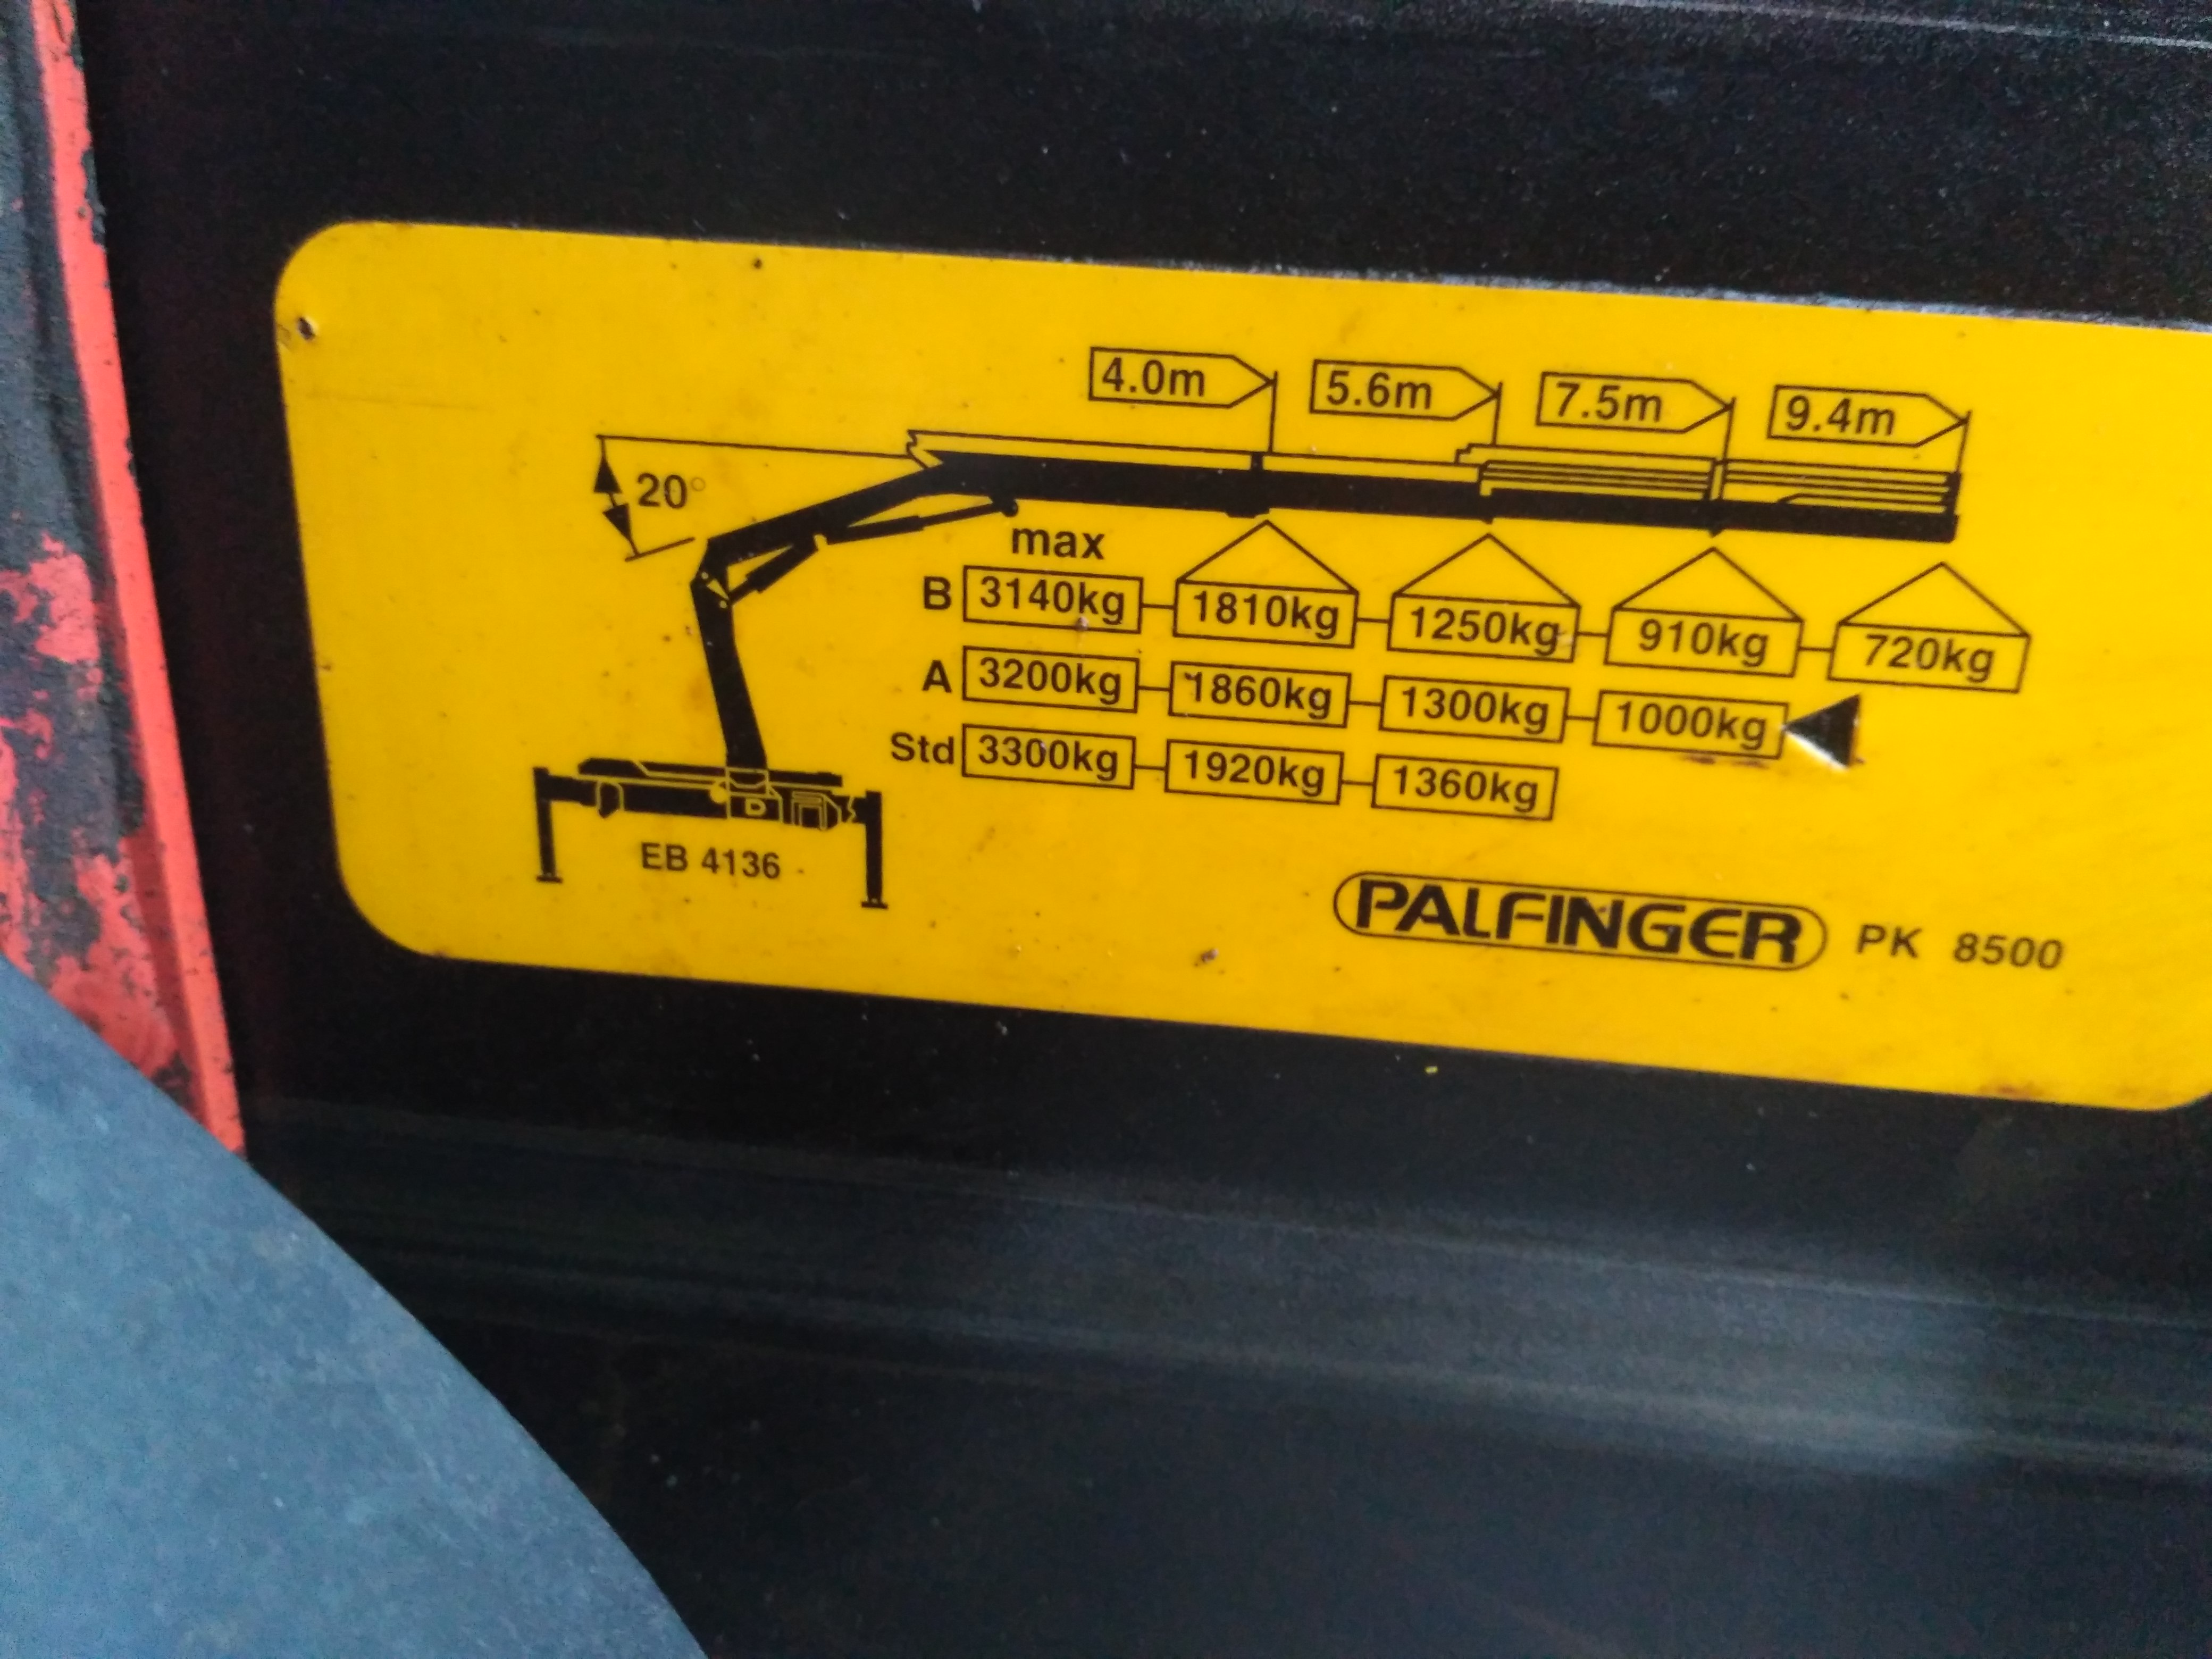 4.0m 5.6m 7.5m 9.4m
20°
max
B 3140kg 1810kg 1250kg 910kg 720kg
A 3200kg 1860kg 1300kg 1000kg
Std 3300kg 1920kg 1360kg
D
EB 4136
PALFINGER PK 8500